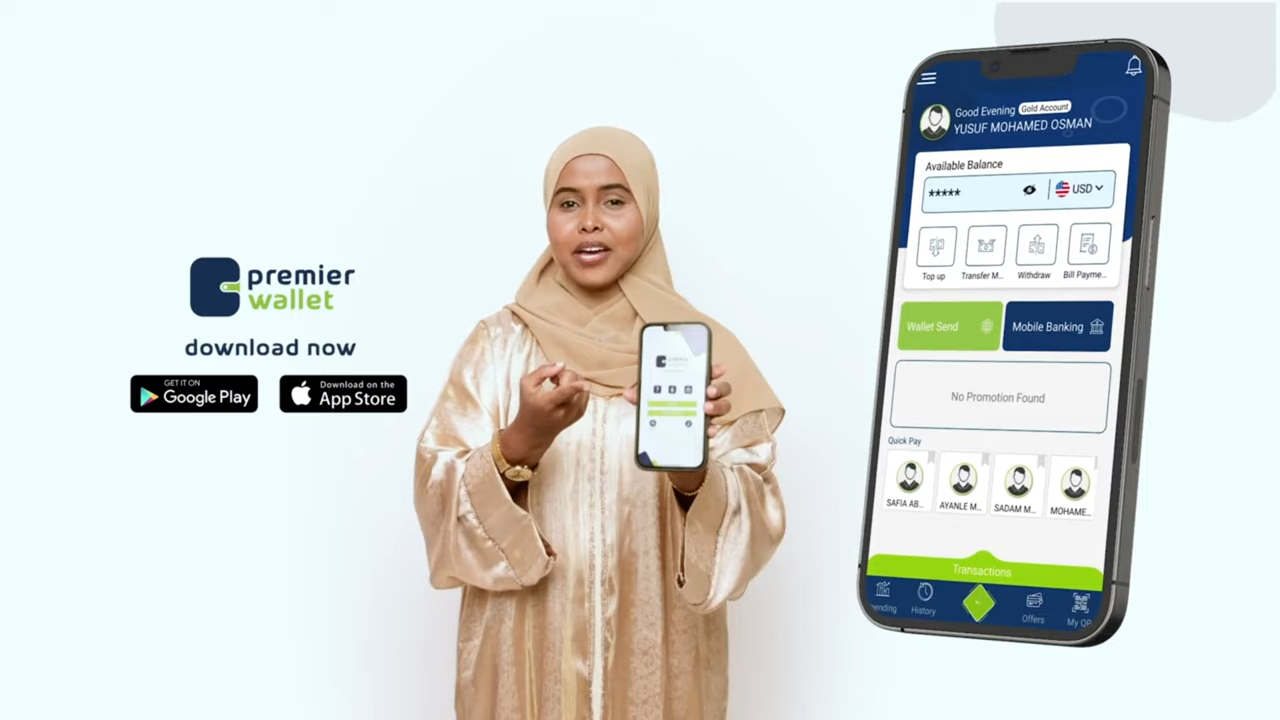 premier
wallet
download now
GET IT ON
Google Play
Download on the
App Store
premier
Good Evening Gold Account
YUSUF MOHAMED OSMAN
Available Balance
*****
USD
Top up
Transfer M...
Withdraw
Bill Payme...
Wallet Send
Mobile Banking
No Promotion Found
Quick Pay
SAFIA AB...
AYANLE M...
SADAM M...
MOHAME...
Transactions
History
Offers
My QR